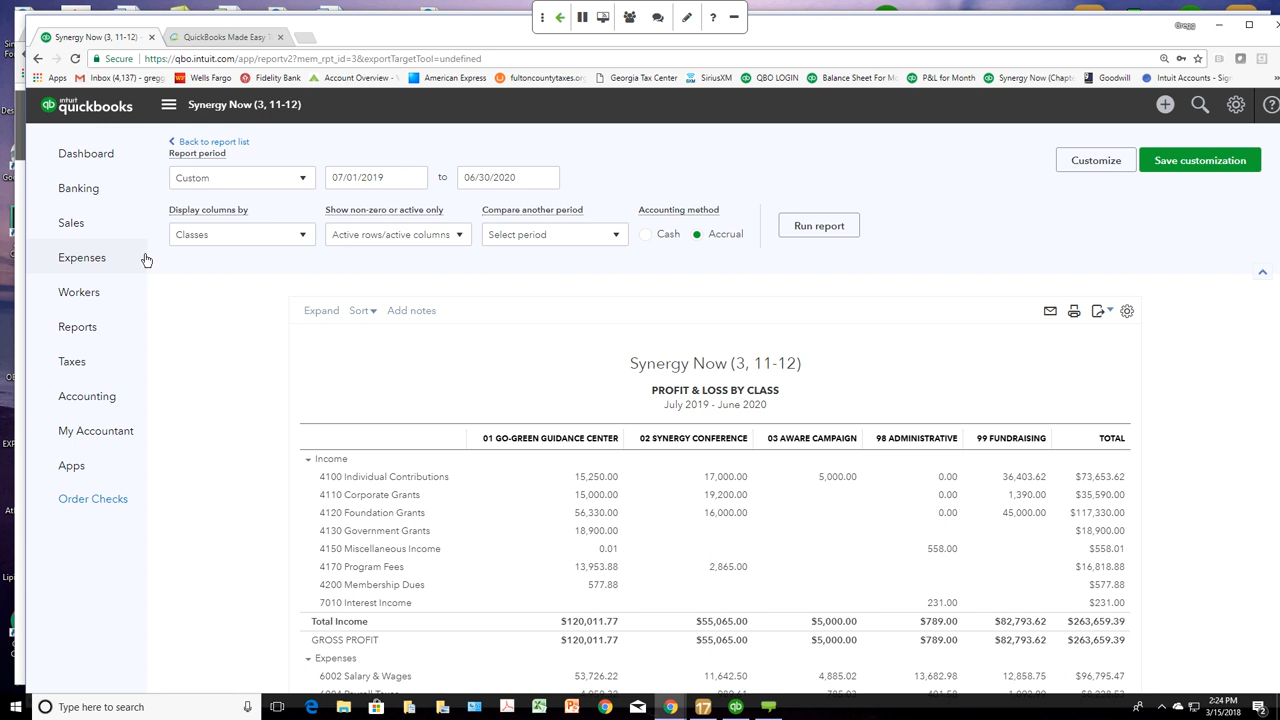 Gregg
Synergy Now (3, 11-12) -
QuickBooks Made Easy T
Secure
https://qbo.intuit.com/app/reportv2?mem_rpt_id=3&exportTargetTool=undefined
Apps
Inbox (4,137) - gregg
Wells Fargo
Fidelity Bank
Account Overview -
American Express
fultoncountytaxes.or
Georgia Tax Center
SiriusXM
QBO LOGIN
Balance Sheet For Mo
P&L for Month
Synergy Now (Chapt
Goodwill
Intuit Accounts - Sig
intuit quickbooks
Synergy Now (3, 11-12)
Dashboard
Banking
Sales
Expenses
Workers
Reports
Taxes
Accounting
My Accountant
Apps
Order Checks
Back to report list
Report period
Custom
07/01/2019
to
06/30/2020
Customize
Save customization
Display columns by
Show non-zero or active only
Compare another period
Accounting method
Classes
Active rows/active columns
Select period
Cash
Accrual
Run report
Expand Sort Add notes
Synergy Now (3, 11-12)
PROFIT & LOSS BY CLASS
July 2019 - June 2020
01 GO-GREEN GUIDANCE CENTER 02 SYNERGY CONFERENCE 03 AWARE CAMPAIGN 98 ADMINISTRATIVE 99 FUNDRAISING TOTAL
Income
4100 Individual Contributions 15,250.00 17,000.00 5,000.00 0.00 36,403.62 $73,653.62
4110 Corporate Grants 15,000.00 19,200.00 0.00 1,390.00 $35,590.00
4120 Foundation Grants 56,330.00 16,000.00 0.00 45,000.00 $117,330.00
4130 Government Grants 18,900.00 $18,900.00
4150 Miscellaneous Income 0.01 558.00 $558.01
4170 Program Fees 13,953.88 2,865.00 $16,818.88
4200 Membership Dues 577.88 $577.88
7010 Interest Income 231.00 $231.00
Total Income $120,011.77 $55,065.00 $5,000.00 $789.00 $82,793.62 $263,659.39
GROSS PROFIT $120,011.77 $55,065.00 $5,000.00 $789.00 $82,793.62 $263,659.39
Expenses
6002 Salary & Wages 53,726.22 11,642.50 4,885.02 13,682.98 12,858.75 $96,795.47
Type here to search
2:24 PM
3/15/2018